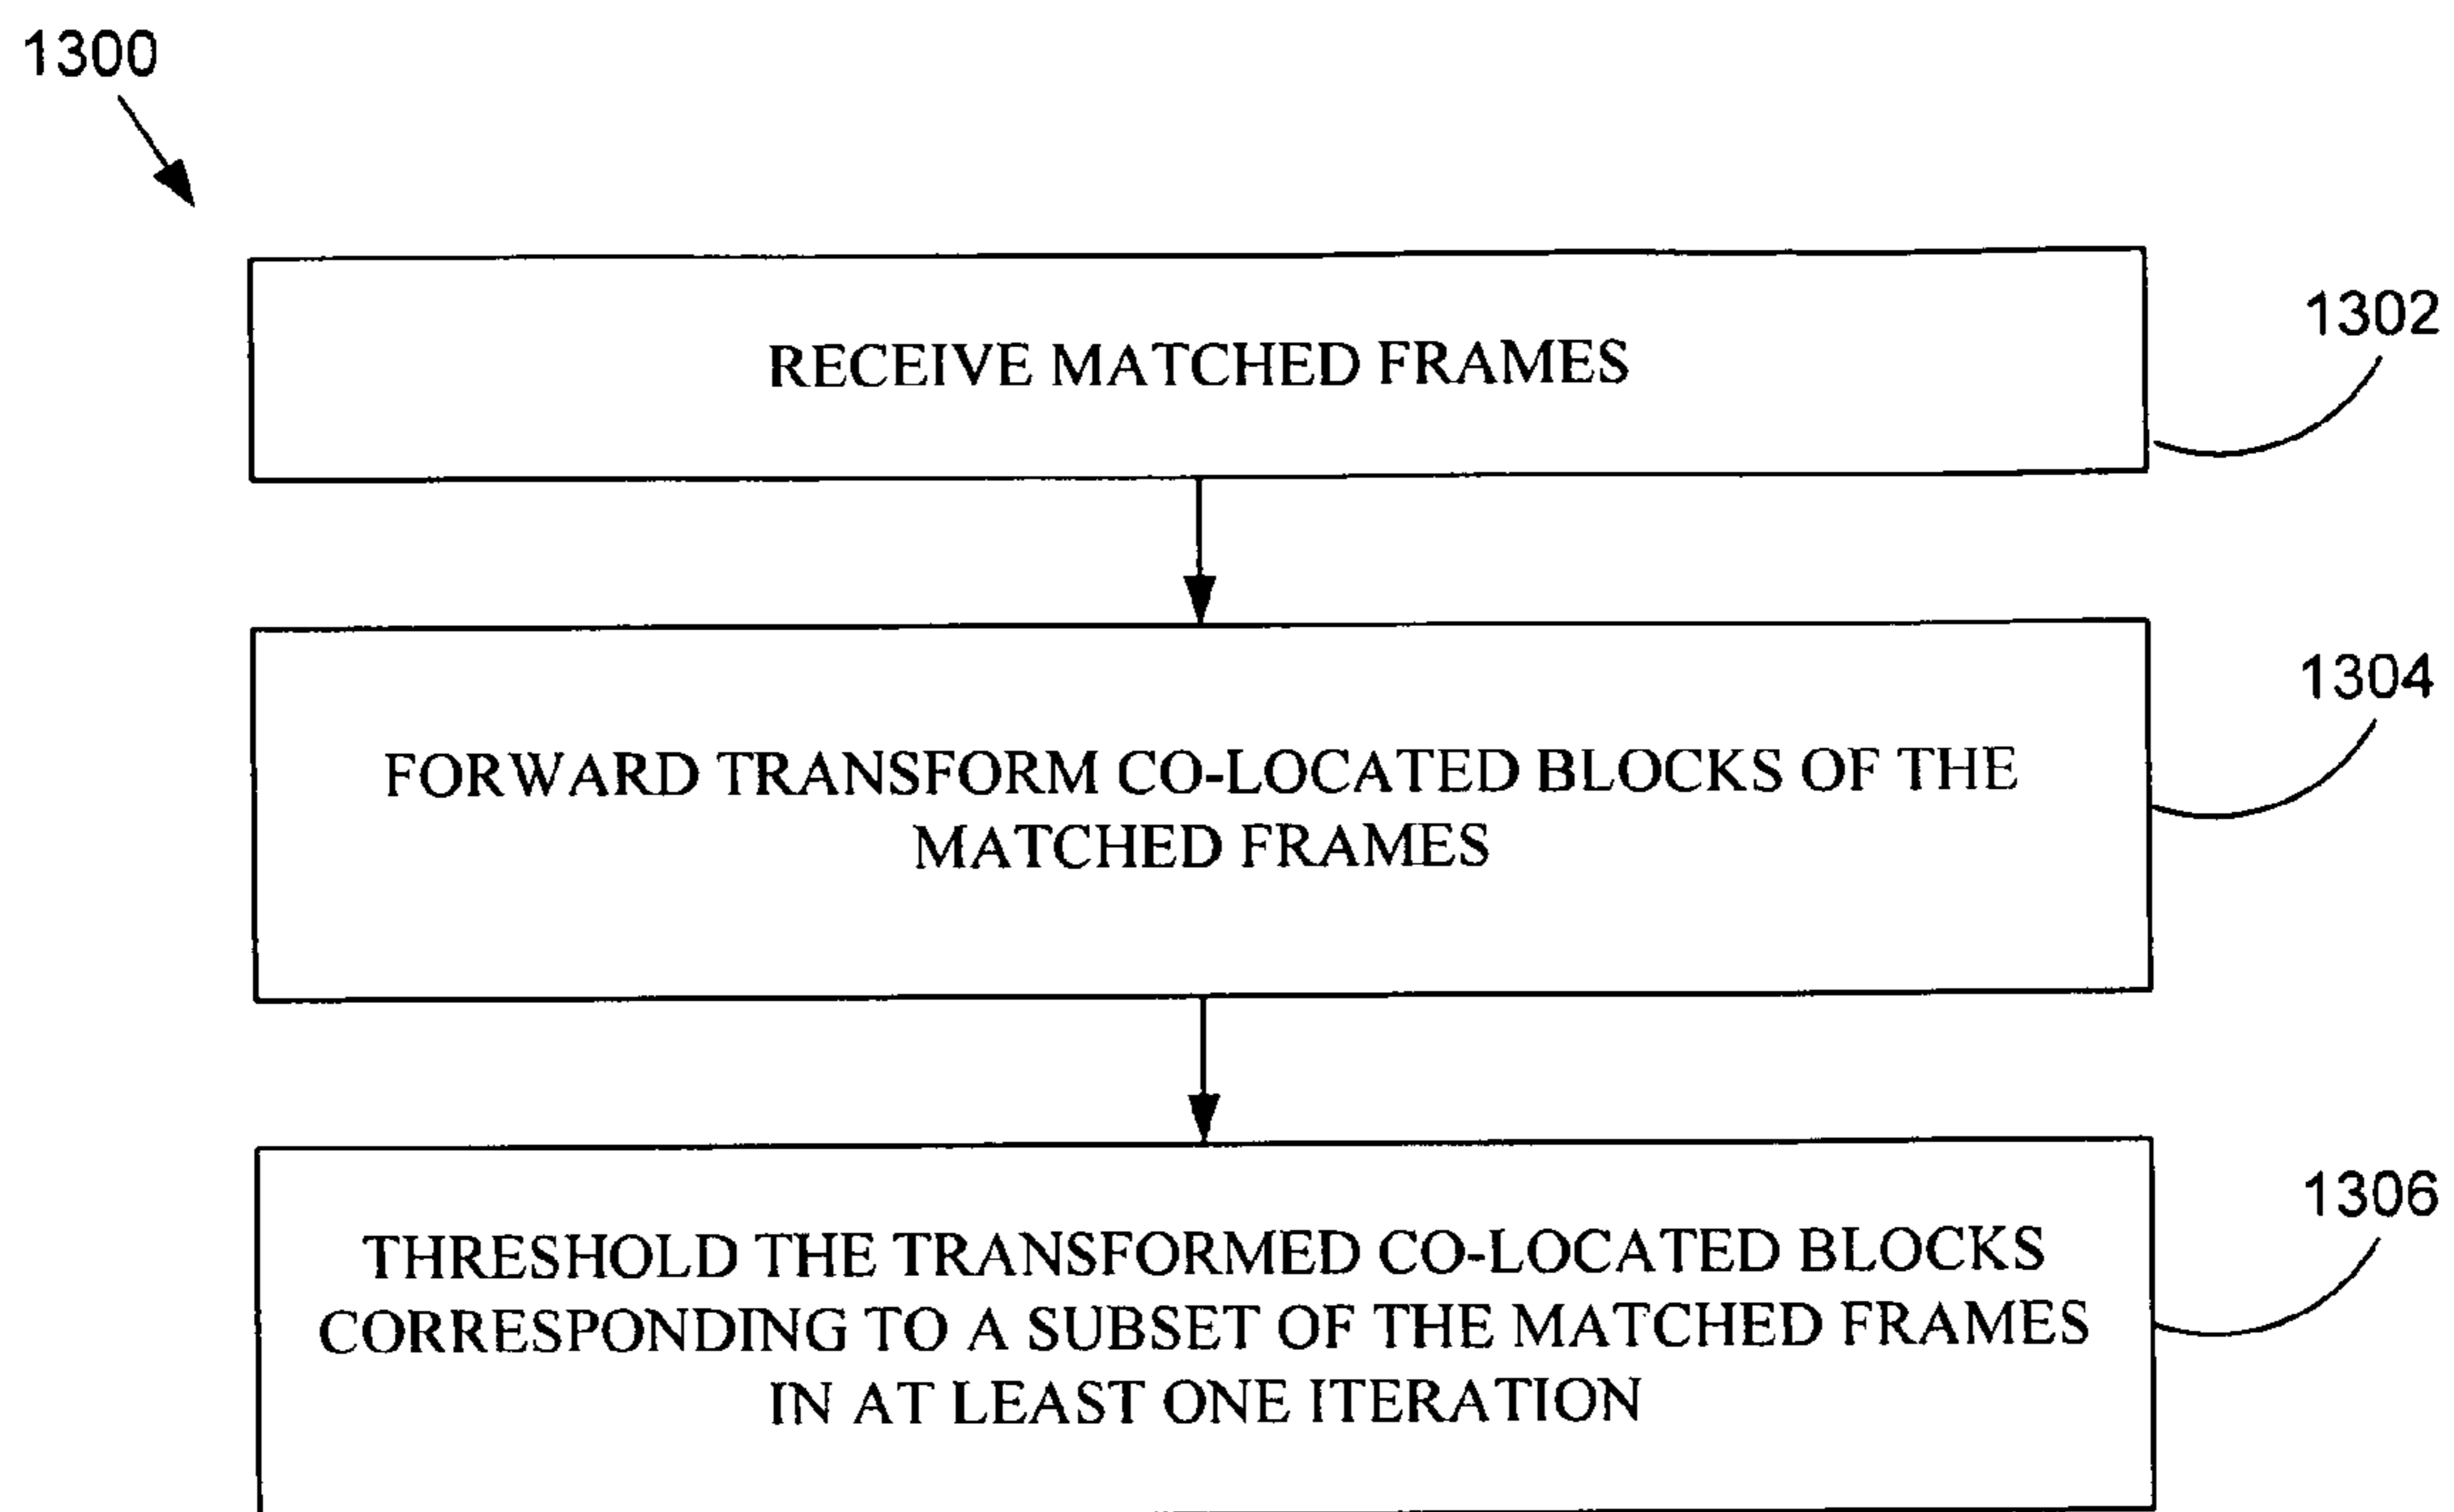 1300
RECEIVE MATCHED FRAMES
1302
FORWARD TRANSFORM CO-LOCATED BLOCKS OF THE
MATCHED FRAMES
1304
THRESHOLD THE TRANSFORMED CO-LOCATED BLOCKS
CORRESPONDING TO A SUBSET OF THE MATCHED FRAMES
IN AT LEAST ONE ITERATION
1306